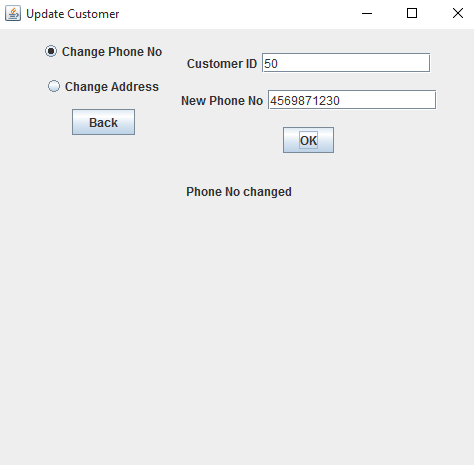 Update Customer
Change Phone No
Customer ID 50
Change Address
New Phone No 4569871230
Back
OK
Phone No changed